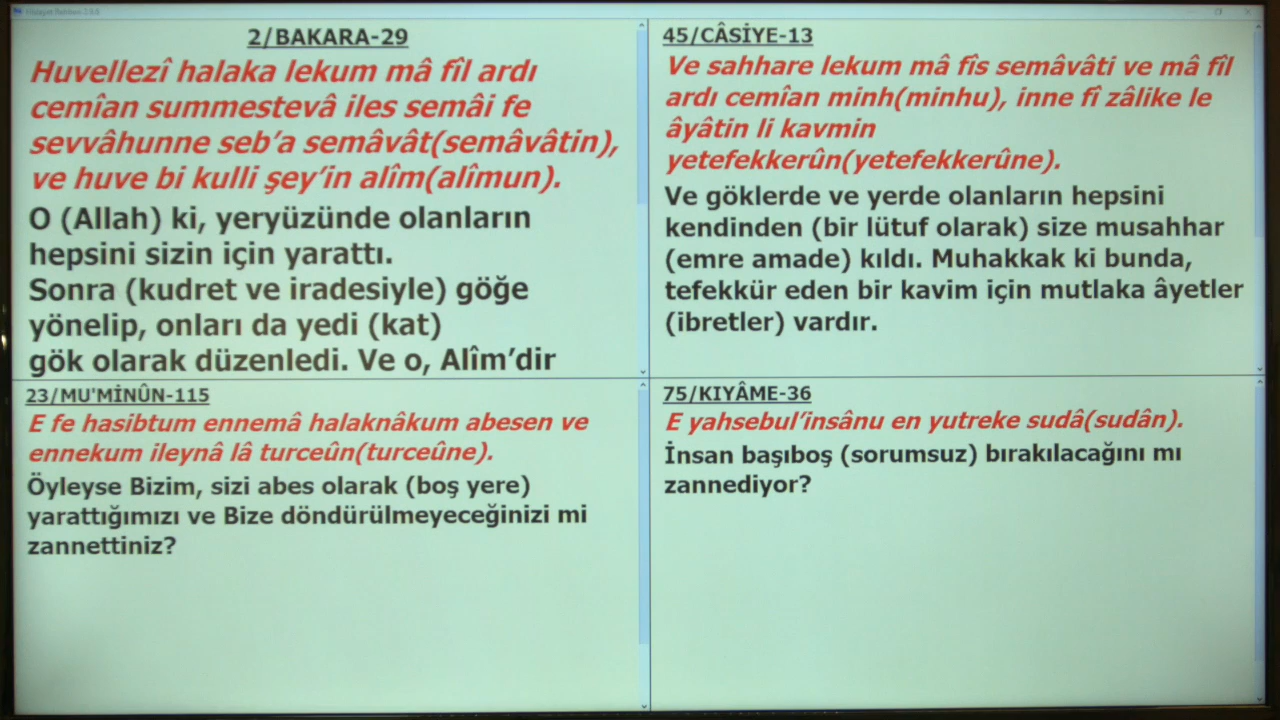 2/BAKARA-29
Huvellezî halaka lekum mâ fîl ardı
cemîan summestevâ iles semâi fe
sevvâhunne seb’a semâvât(semâvâtin),
ve huve bi kulli şey’in alîm(alîmun).
O (Allah) ki, yeryüzünde olanların
hepsini sizin için yarattı.
Sonra (kudret ve iradesiyle) göğe
yönelip, onları da yedi (kat)
gök olarak düzenledi. Ve o, Alîm’dir
45/CÂSİYE-13
Ve sahhare lekum mâ fîs semâvâti ve mâ fîl
ardı cemîan minh(minhu), inne fî zâlike le
âyâtin li kavmin
yetefekkerûn(yetefekkerûne).
Ve göklerde ve yerde olanların hepsini
kendinden (bir lütuf olarak) size musahhar
(emre amade) kıldı. Muhakkak ki bunda,
tefekkür eden bir kavim için mutlaka âyetler
(ibretler) vardır.
23/MU'MİNÛN-115
E fe hasibtum ennemâ halaknâkum abesen ve
ennekum ileynâ lâ turceûn(turceûne).
Öyleyse Bizim, sizi abes olarak (boş yere)
yarattığımızı ve Bize döndürülmeyeceğinizi mi
zannettiniz?
75/KIYÂME-36
E yahsebul’insânu en yutreke sudâ(sudân).
İnsan başıboş (sorumsuz) bırakılacağını mı
zannediyor?